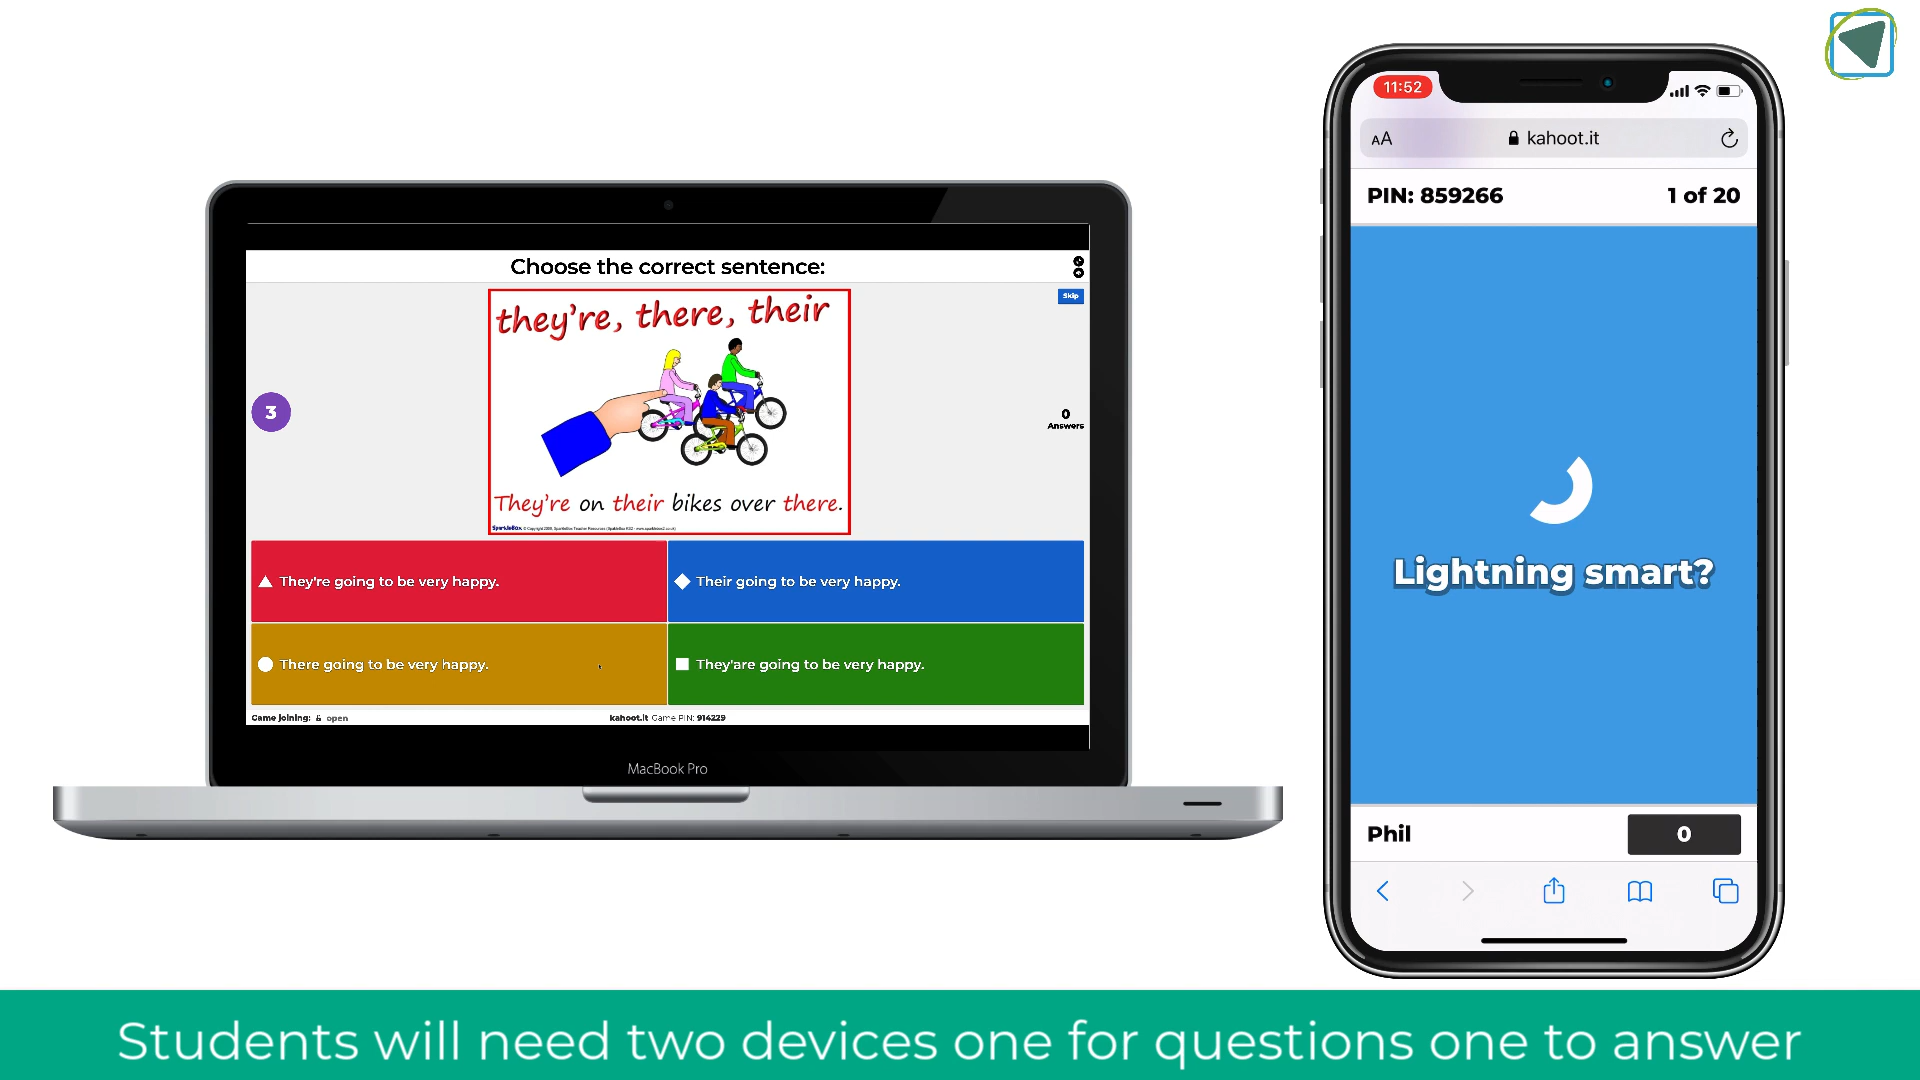 Choose the correct sentence:
Skip
they're, there, their
3
0
Answers
They're on their bikes over there.
SparkleBox
They're going to be very happy.
Their going to be very happy.
There going to be very happy.
They'are going to be very happy.
Game joining: & open
kahoot.it Game PIN: 914229
MacBook Pro
11:52
AA
kahoot.it
PIN: 859266
1 of 20
Lightning smart?
Phil
0
Students will need two devices one for questions one to answer